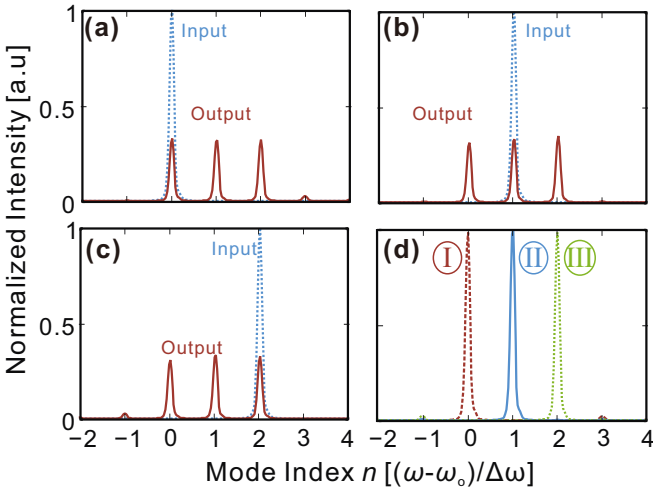 (a) Input (b) Input
1
Output Output
0.5
0
(c) Input (d) I II III
1
Output
0.5
0
−2 −1 0 1 2 3 4 −2 −1 0 1 2 3 4
Mode Index n [(ω-ω₀)/Δω]
Normalized Intensity [a.u]